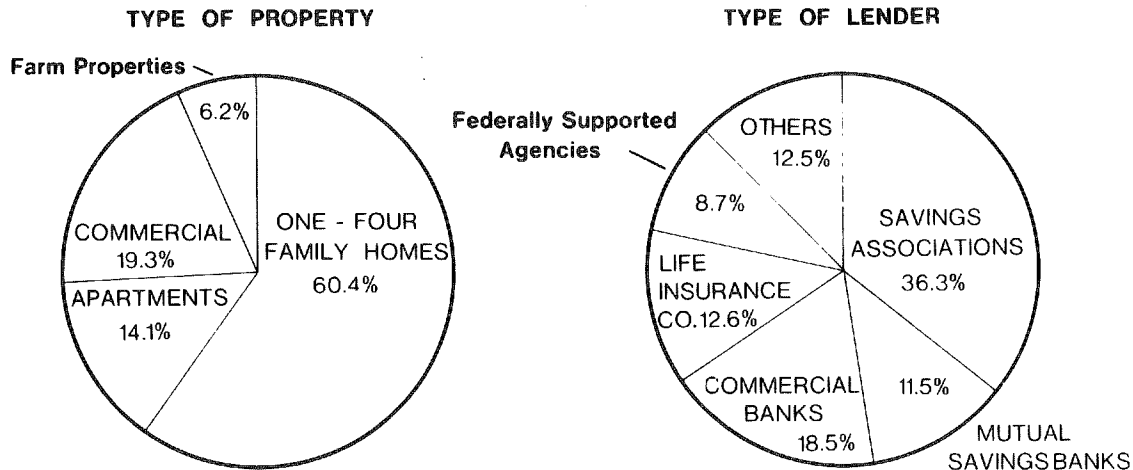 TYPE OF PROPERTY
Farm Properties
6.2%
COMMERCIAL
19.3%
APARTMENTS
14.1%
ONE - FOUR
FAMILY HOMES
60.4%
TYPE OF LENDER
Federally Supported
Agencies
OTHERS
12.5%
8.7%
SAVINGS
ASSOCIATIONS
36.3%
LIFE
INSURANCE
CO.12.6%
COMMERCIAL
BANKS
18.5%
11.5%
MUTUAL
SAVINGS BANKS